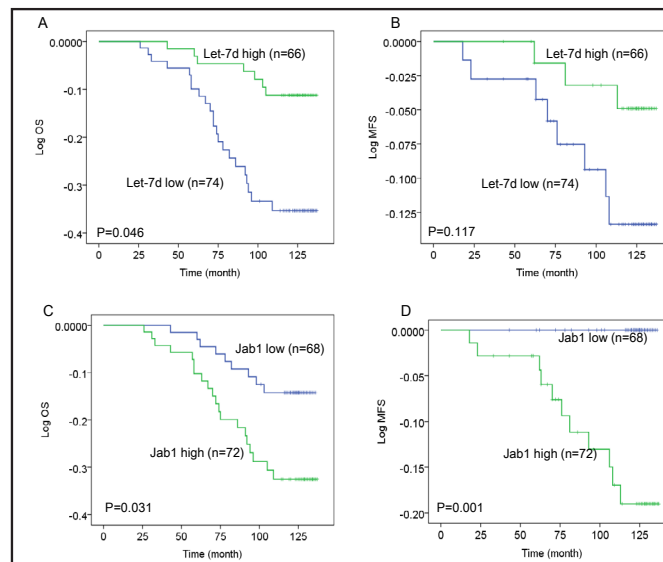 A
0.0000
-0.1
-0.2
-0.3
-0.4
Log OS
Let-7d high (n=66)
Let-7d low (n=74)
P=0.046
0 25 50 75 100 125
Time (month)
B
0.000
-0.025
-0.050
-0.075
-0.100
-0.125
Log MFS
Let-7d high (n=66)
Let-7d low (n=74)
P=0.117
0 25 50 75 100 125
Time (month)
C
0.0000
-0.1
-0.2
-0.3
-0.4
Log OS
Jab1 low (n=68)
Jab1 high (n=72)
P=0.031
0 25 50 75 100 125
Time (month)
D
0.0000
-0.05
-0.10
-0.15
-0.20
Log MFS
Jab1 low (n=68)
Jab1 high (n=72)
P=0.001
0 25 50 75 100 125
Time (month)